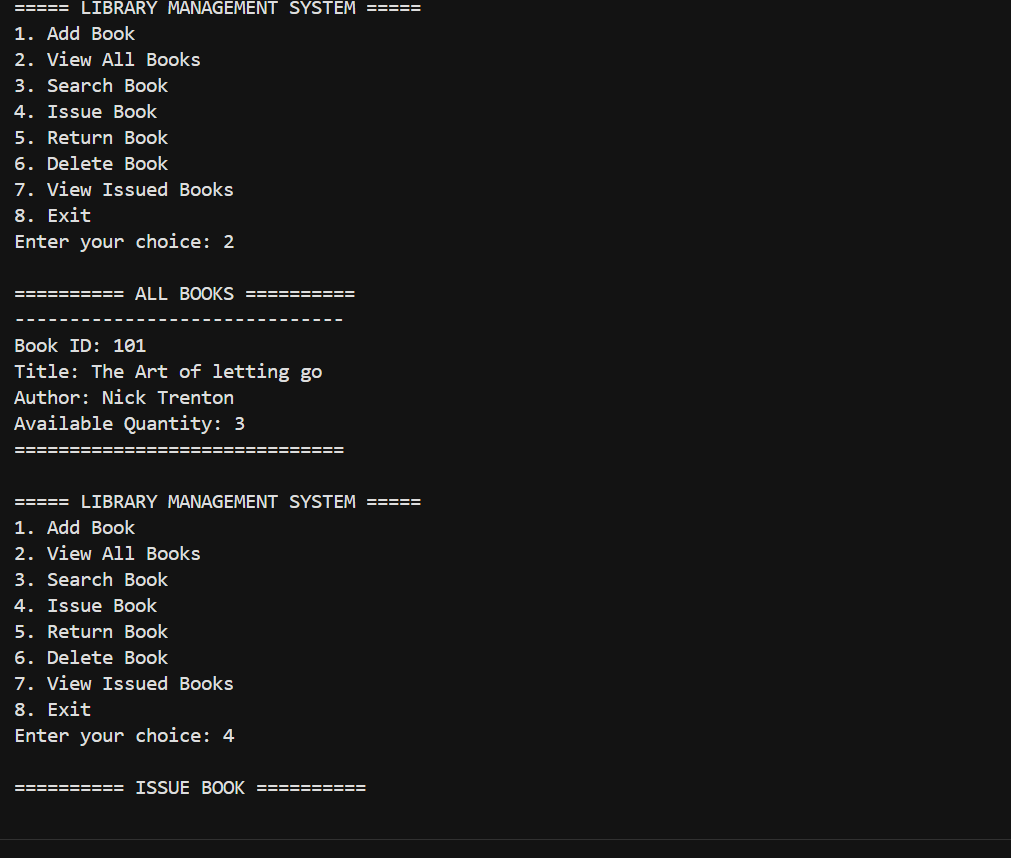 ===== LIBRARY MANAGEMENT SYSTEM =====
1. Add Book
2. View All Books
3. Search Book
4. Issue Book
5. Return Book
6. Delete Book
7. View Issued Books
8. Exit
Enter your choice: 2
========== ALL BOOKS ==========
------------------------------
Book ID: 101
Title: The Art of letting go
Author: Nick Trenton
Available Quantity: 3
==============================
===== LIBRARY MANAGEMENT SYSTEM =====
1. Add Book
2. View All Books
3. Search Book
4. Issue Book
5. Return Book
6. Delete Book
7. View Issued Books
8. Exit
Enter your choice: 4
========== ISSUE BOOK ==========